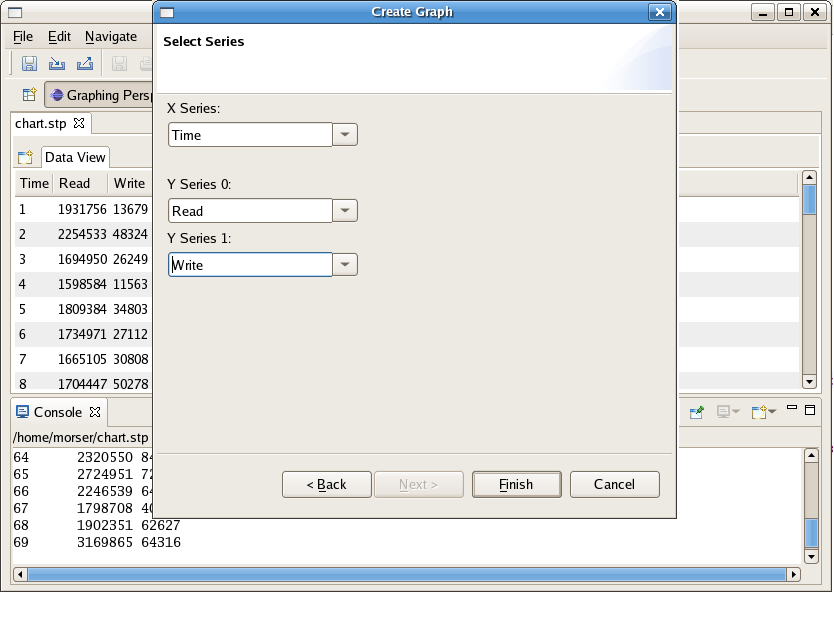 Create Graph
File Edit Navigate
Select Series
Graphing Persp
X Series:
Time
Y Series 0:
Read
Y Series 1:
Write
< Back Next > Finish Cancel
chart.stp
Data View
Time Read Write
1 1931756 13679
2 2254533 48324
3 1694950 26249
4 1598584 11563
5 1809384 34803
6 1734971 27112
7 1665105 30808
8 1704447 50278
Console
/home/morser/chart.stp
64 2320550 84
65 2724951 72
66 2246539 64
67 1798708 40
68 1902351 62627
69 3169865 64316